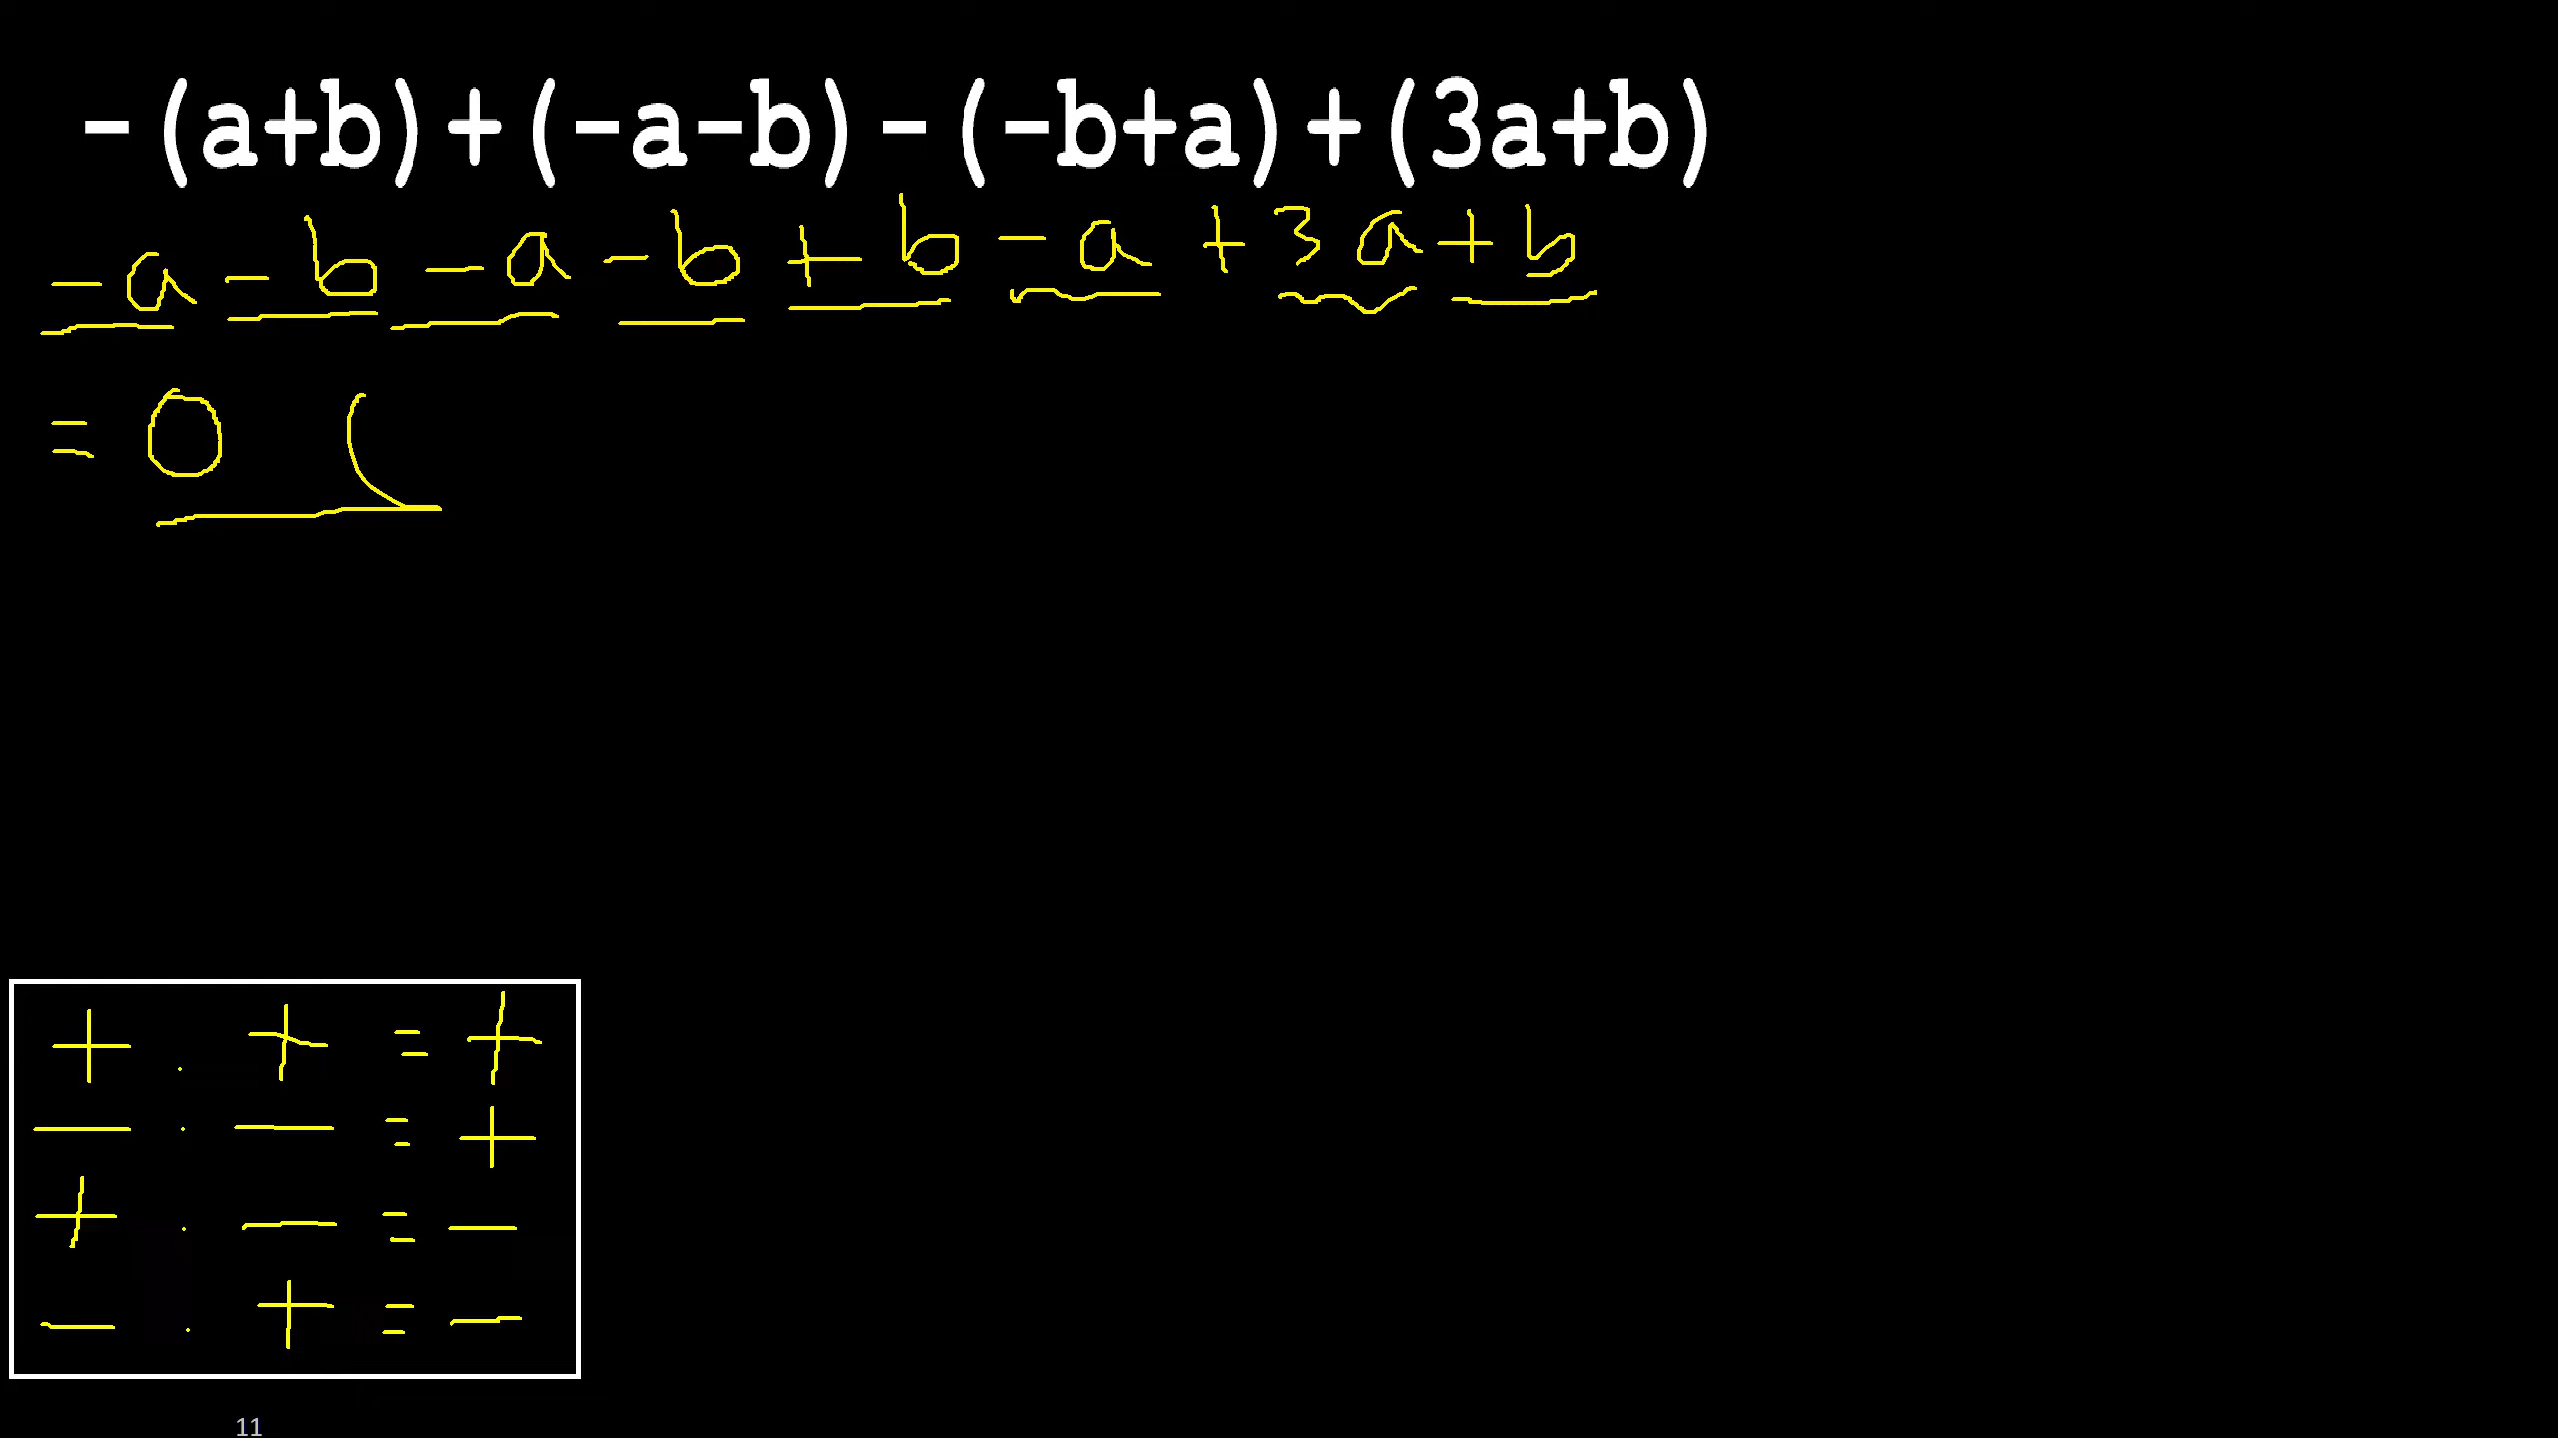 -(a+b)+(-a-b)-(-b+a)+(3a+b)
-a-b-a-b+b-a+3a+b
= 0 (
+ . + = +
- . - = +
+ . - = -
- . + = -
11